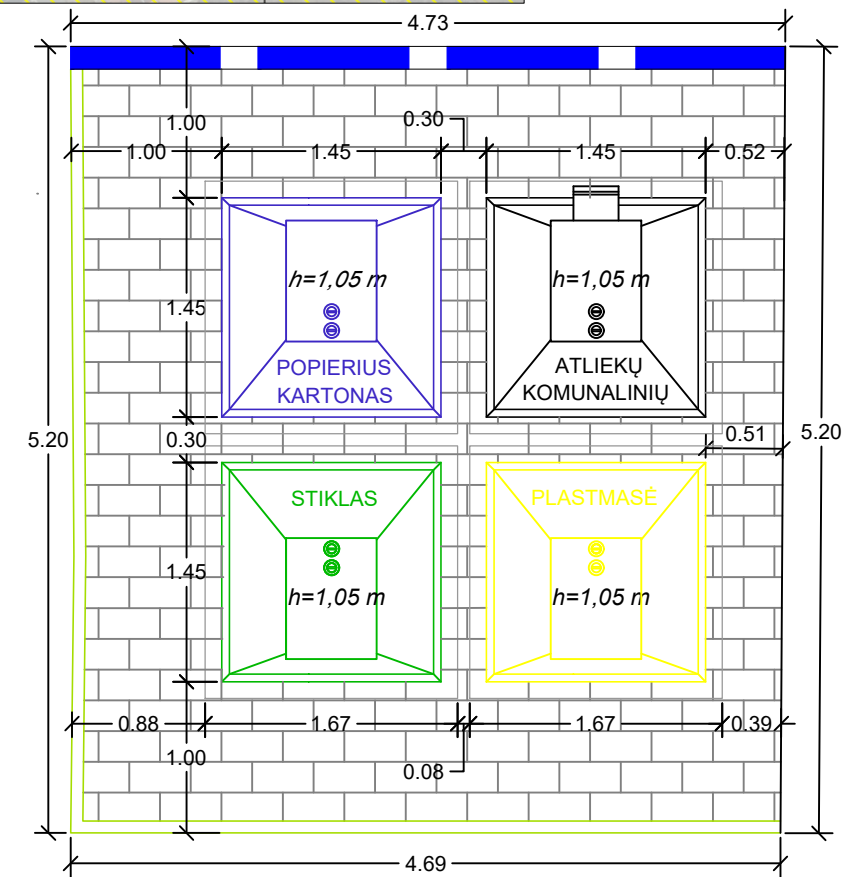 4.73
1.00
0.30
1.00 1.45 1.45 0.52
h=1,05 m h=1,05 m
1.45
POPIERIUS
KARTONAS
ATLIEKŲ
KOMUNALINIŲ
5.20 0.30 0.51 5.20
STIKLAS PLASTMASĖ
1.45
h=1,05 m h=1,05 m
0.88 1.67 1.67 0.39
1.00
0.08
4.69